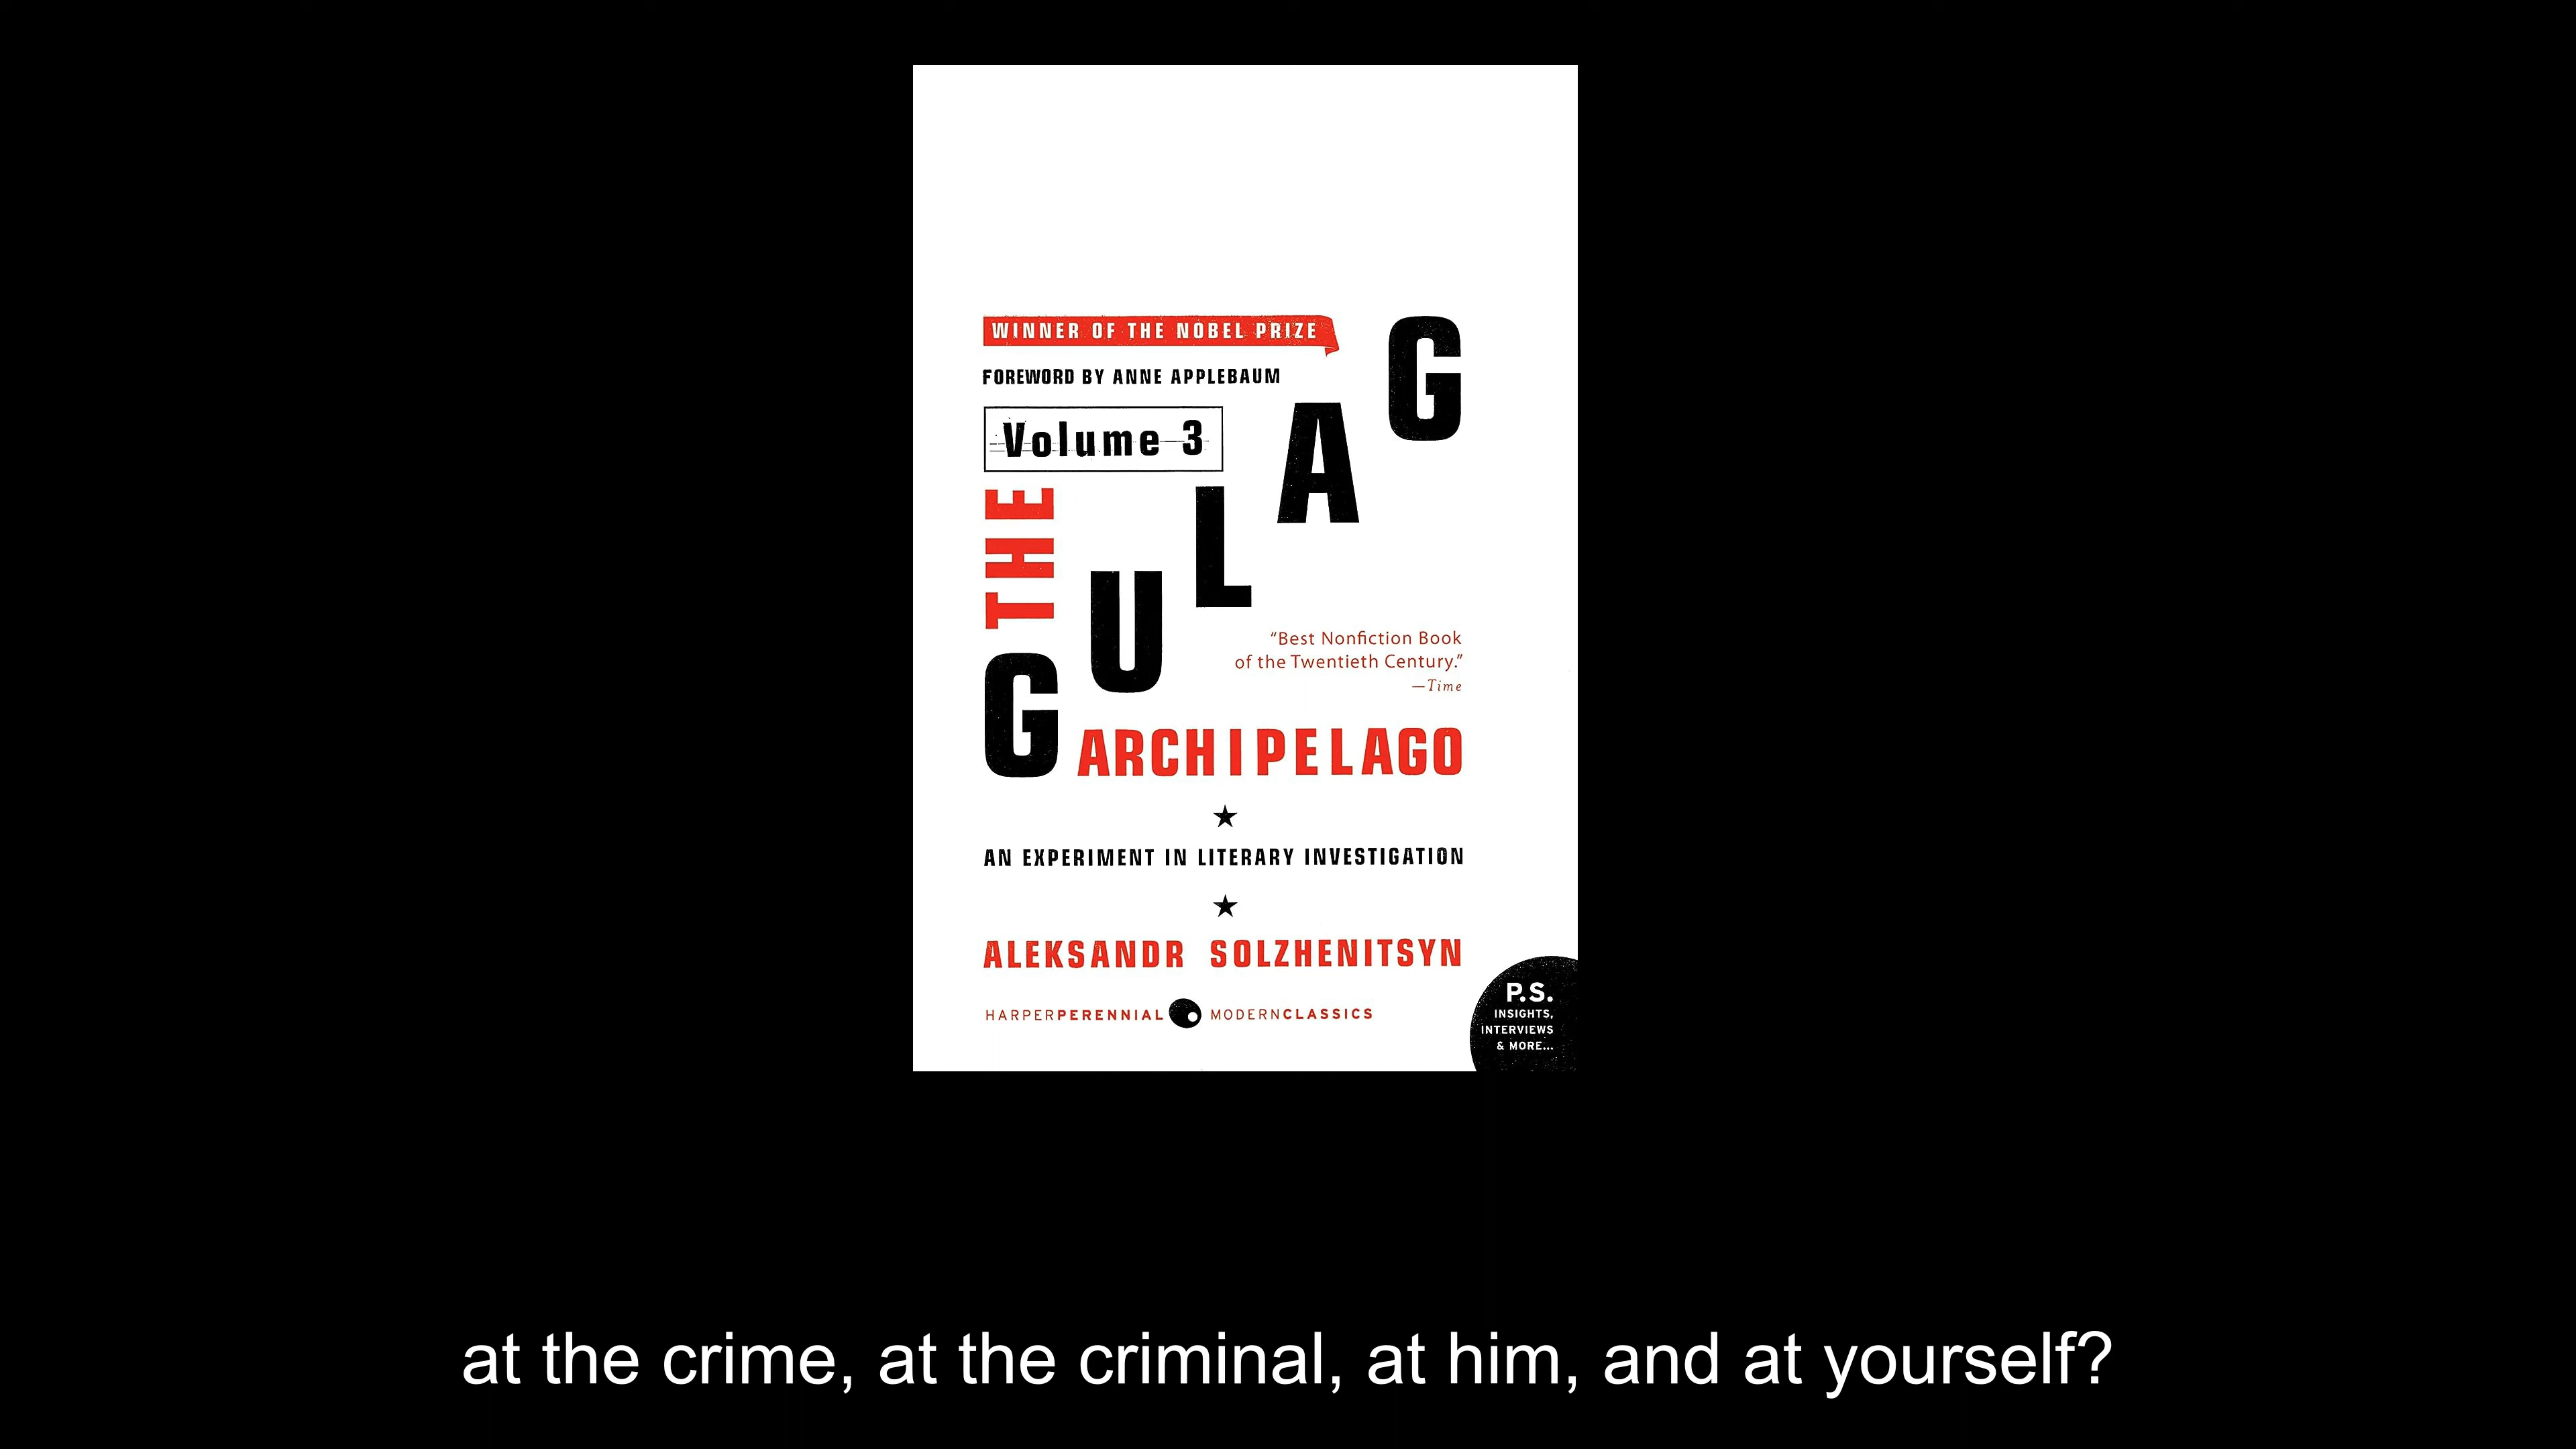 WINNER OF THE NOBEL PRIZE
FOREWORD BY ANNE APPLEBAUM
Volume 3
THE
GULAG
"Best Nonfiction Book
of the Twentieth Century."
—Time
ARCHIPELAGO
AN EXPERIMENT IN LITERARY INVESTIGATION
ALEKSANDR SOLZHENITSYN
HARPERPERENNIAL MODERNCLASSICS
P.S.
INSIGHTS,
INTERVIEWS
& MORE...
at the crime, at the criminal, at him, and at yourself?